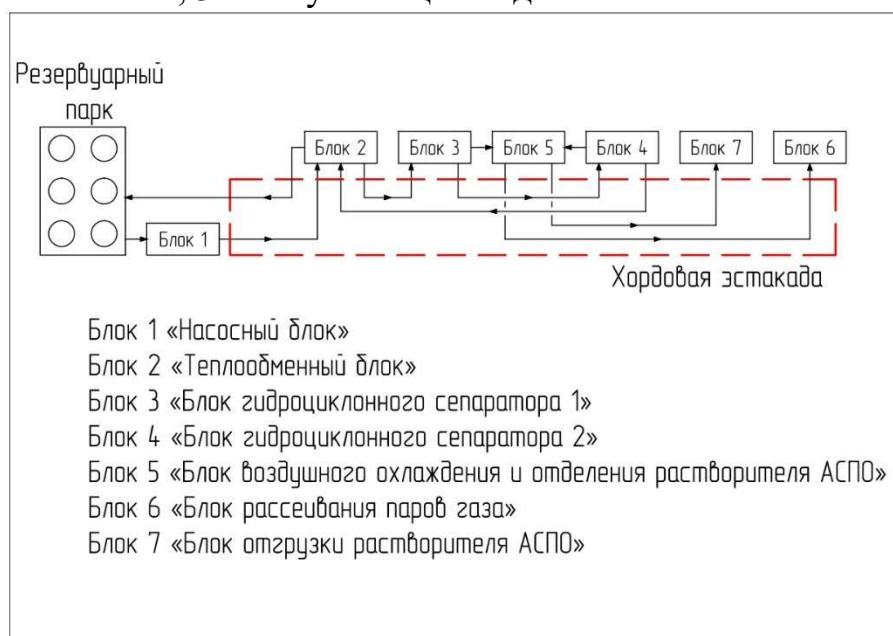 Резервуарный
парк
Блок 2
Блок 3
Блок 5
Блок 4
Блок 7
Блок 6
Блок 1
Хордовая эстакада
Блок 1 «Насосный блок»
Блок 2 «Теплообменный блок»
Блок 3 «Блок гидроциклонного сепаратора 1»
Блок 4 «Блок гидроциклонного сепаратора 2»
Блок 5 «Блок воздушного охлаждения и отделения растворителя АСПО»
Блок 6 «Блок рассеивания паров газа»
Блок 7 «Блок отгрузки растворителя АСПО»